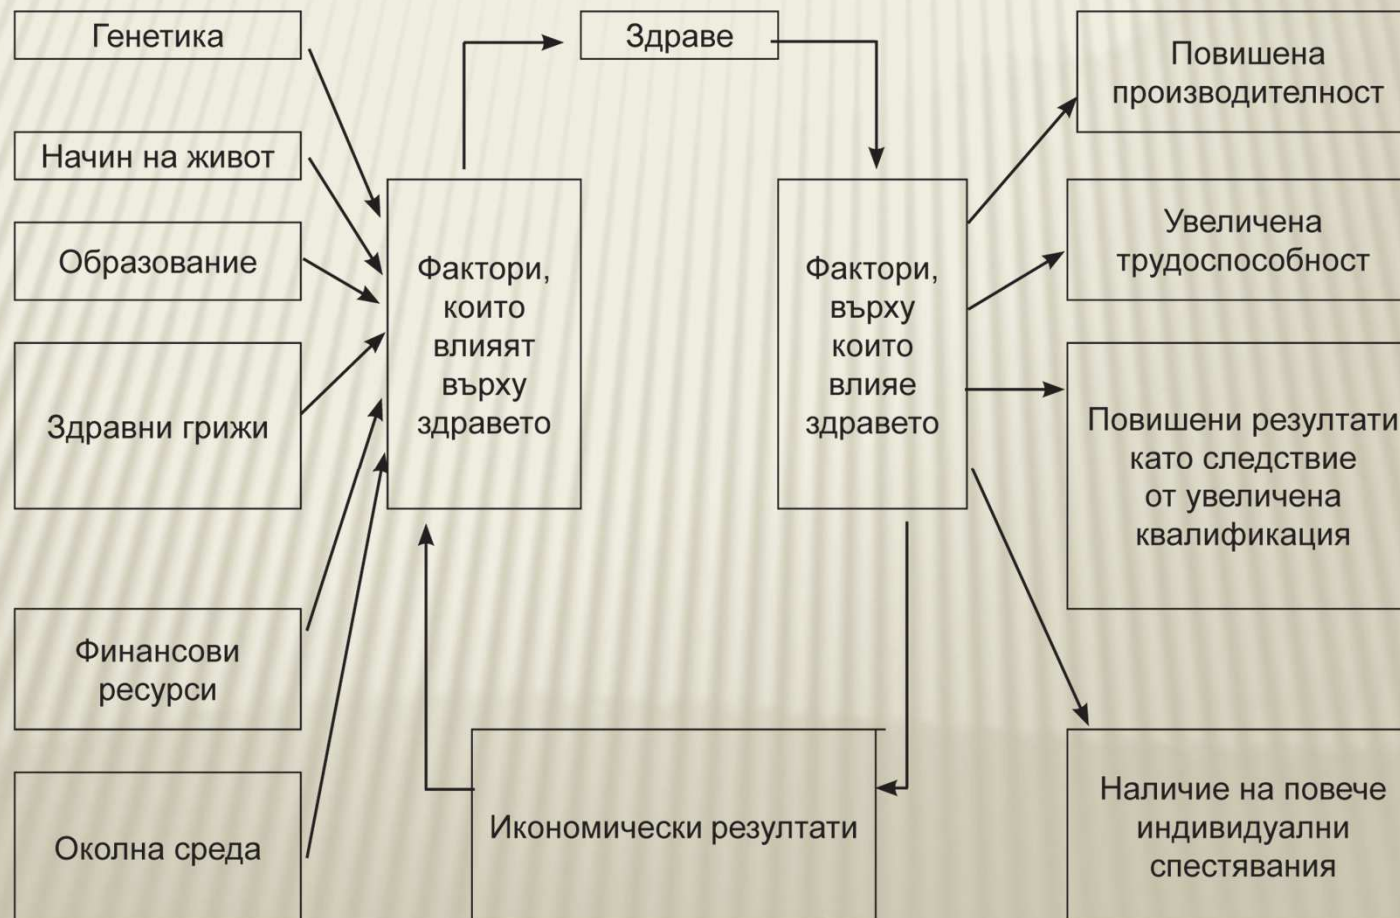 Генетика
Начин на живот
Образование
Здравни грижи
Финансови
ресурси
Околна среда
Фактори,
които
влияят
върху
здравето
Здраве
Фактори,
върху
които
влияе
здравето
Икономически резултати
Повишена
производителност
Увеличена
трудоспособност
Повишени резултати
като следствие
от увеличена
квалификация
Наличие на повече
индивидуални
спестявания